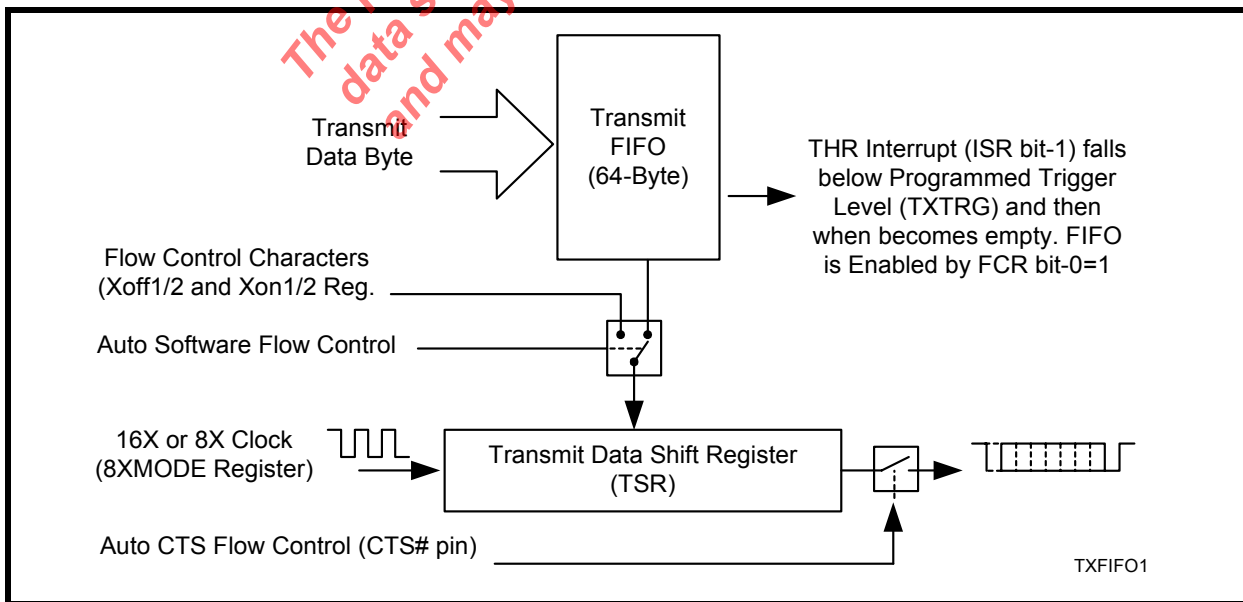 The
data s
and may
Transmit
Data Byte
Transmit
FIFO
(64-Byte)
THR Interrupt (ISR bit-1) falls
below Programmed Trigger
Level (TXTRG) and then
when becomes empty. FIFO
is Enabled by FCR bit-0=1
Flow Control Characters
(Xoff1/2 and Xon1/2 Reg.
Auto Software Flow Control
16X or 8X Clock
(8XMODE Register)
Transmit Data Shift Register
(TSR)
Auto CTS Flow Control (CTS# pin)
TXFIFO1